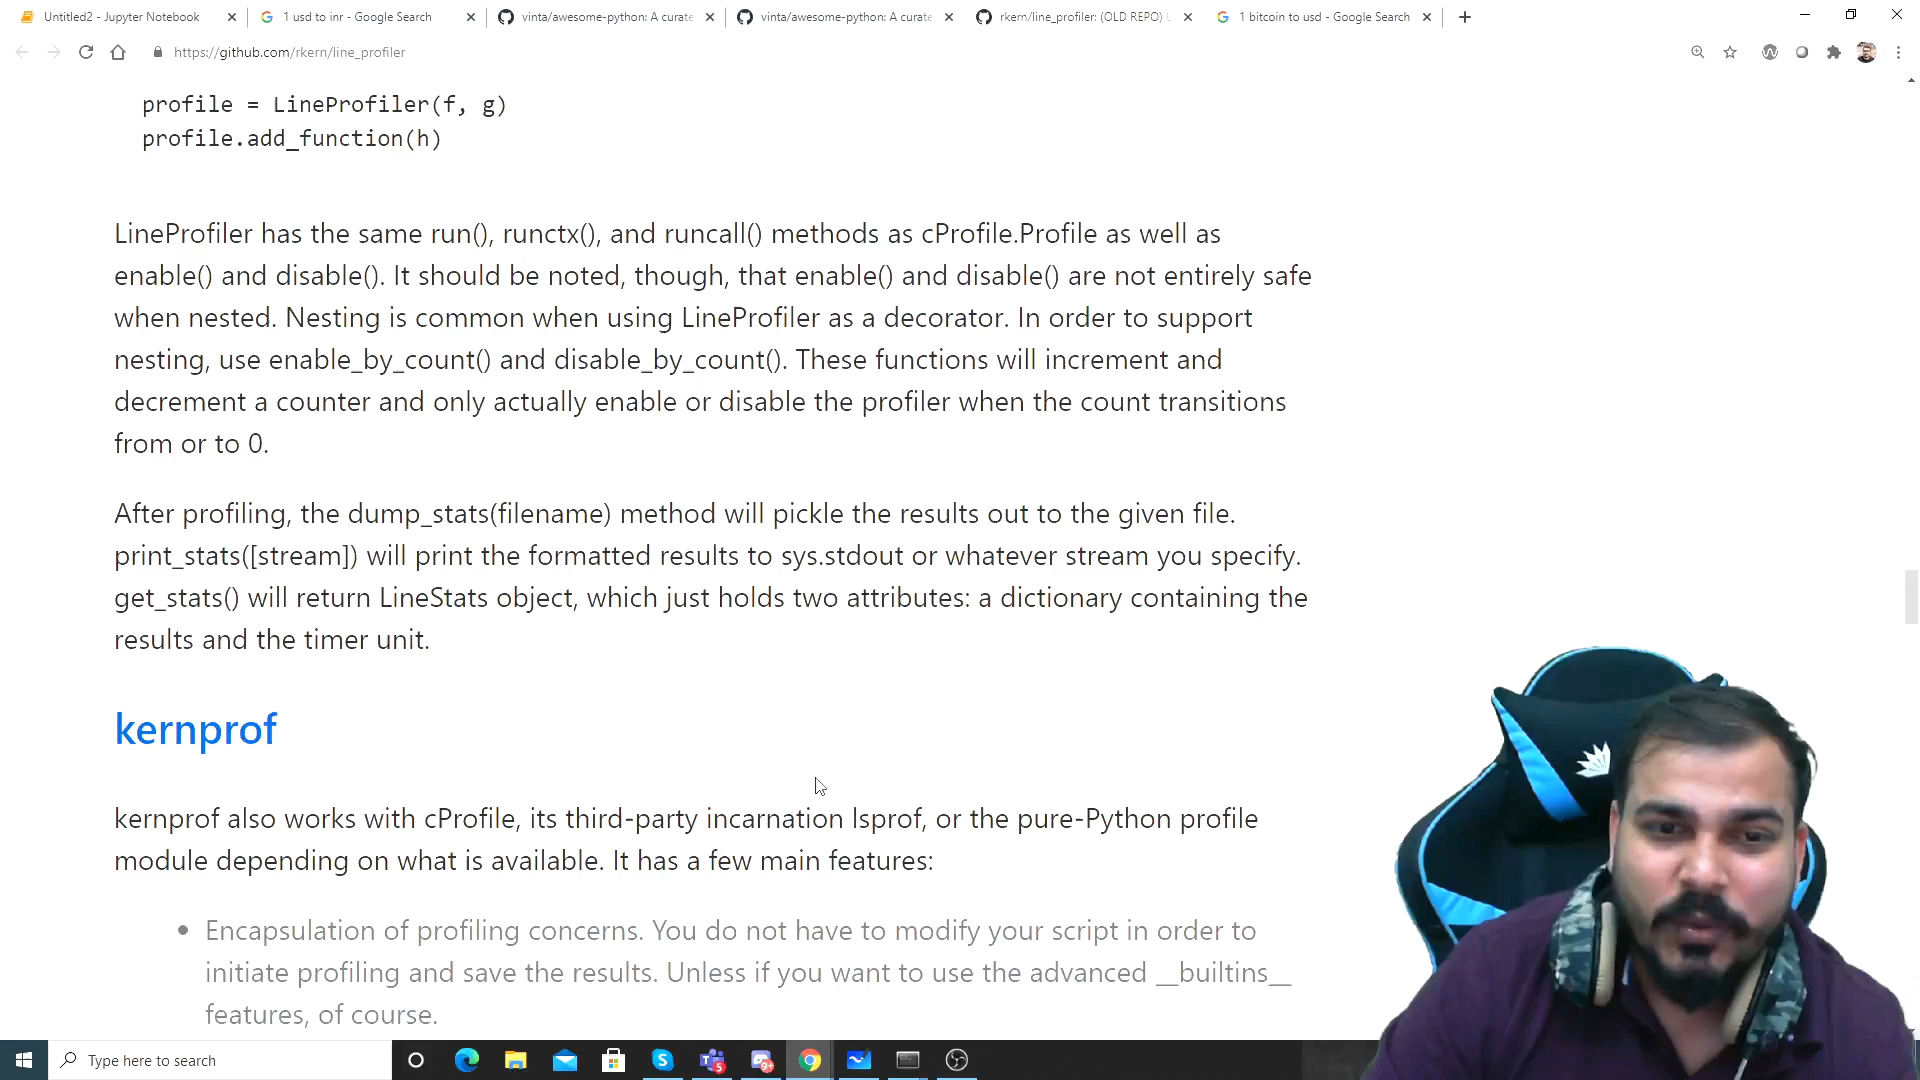 Untitled2 - Jupyter Notebook
1 usd to inr - Google Search
vinta/awesome-python: A curate
vinta/awesome-python: A curate
rkern/line_profiler: (OLD REPO)
1 bitcoin to usd - Google Search
https://github.com/rkern/line_profiler
profile = LineProfiler(f, g)
profile.add_function(h)
LineProfiler has the same run(), runctx(), and runcall() methods as cProfile.Profile as well as
enable() and disable(). It should be noted, though, that enable() and disable() are not entirely safe
when nested. Nesting is common when using LineProfiler as a decorator. In order to support
nesting, use enable_by_count() and disable_by_count(). These functions will increment and
decrement a counter and only actually enable or disable the profiler when the count transitions
from or to 0.
After profiling, the dump_stats(filename) method will pickle the results out to the given file.
print_stats([stream]) will print the formatted results to sys.stdout or whatever stream you specify.
get_stats() will return LineStats object, which just holds two attributes: a dictionary containing the
results and the timer unit.
kernprof
kernprof also works with cProfile, its third-party incarnation lsprof, or the pure-Python profile
module depending on what is available. It has a few main features:
• Encapsulation of profiling concerns. You do not have to modify your script in order to
initiate profiling and save the results. Unless if you want to use the advanced __builtins__
features, of course.
Type here to search